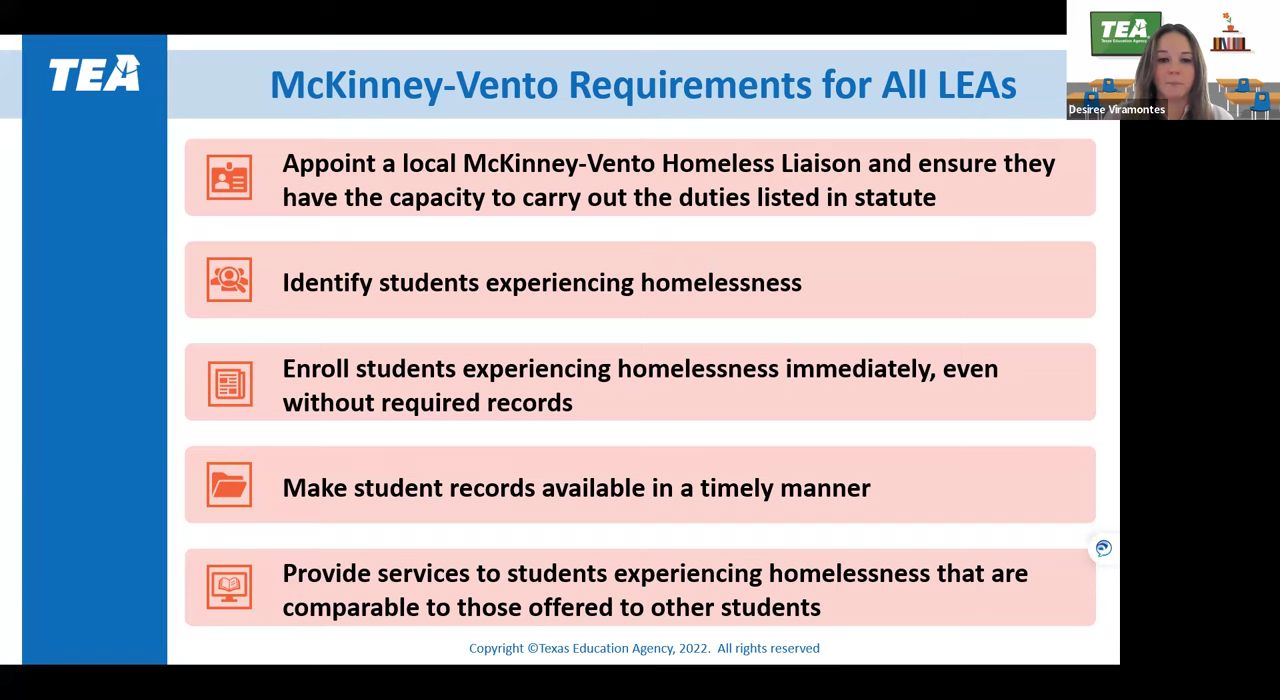 TEA
McKinney-Vento Requirements for All LEAs
TEA
Texas Education Agency
Desiree Viramontes
Appoint a local McKinney-Vento Homeless Liaison and ensure they
have the capacity to carry out the duties listed in statute
Identify students experiencing homelessness
Enroll students experiencing homelessness immediately, even
without required records
Make student records available in a timely manner
Provide services to students experiencing homelessness that are
comparable to those offered to other students
Copyright ©Texas Education Agency, 2022.  All rights reserved